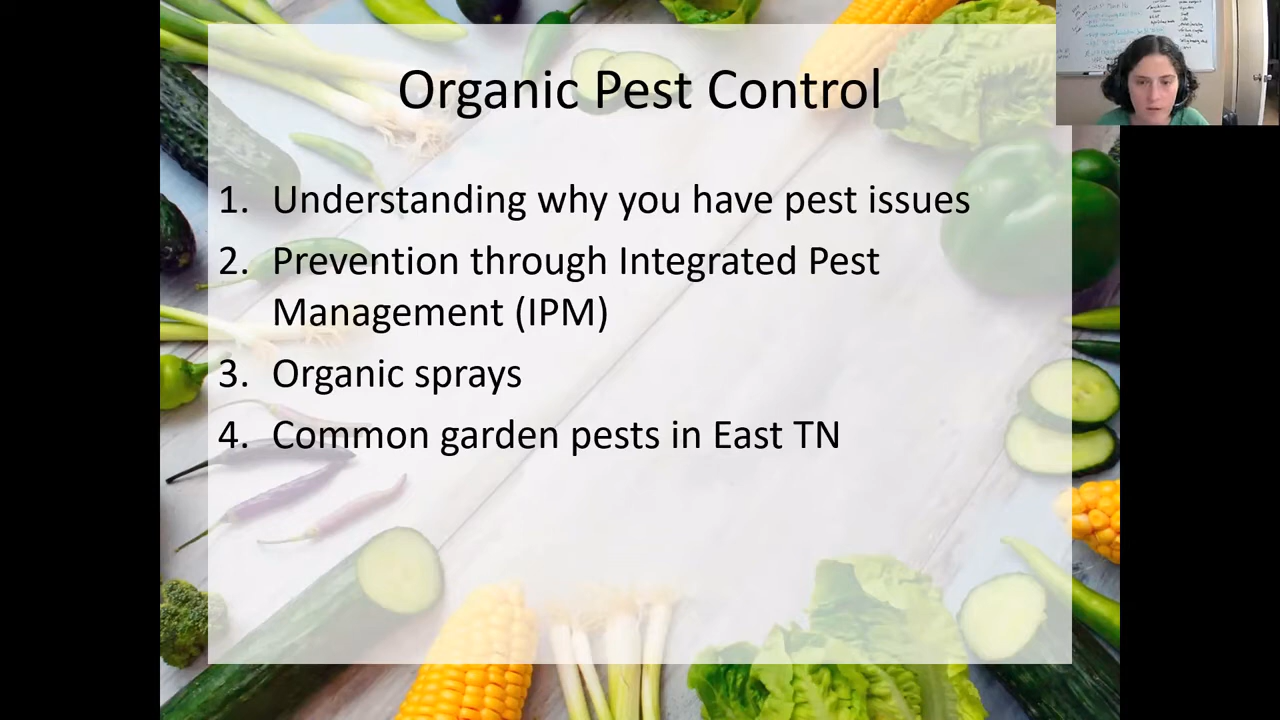 Organic Pest Control
1. Understanding why you have pest issues
2. Prevention through Integrated Pest
Management (IPM)
3. Organic sprays
4. Common garden pests in East TN